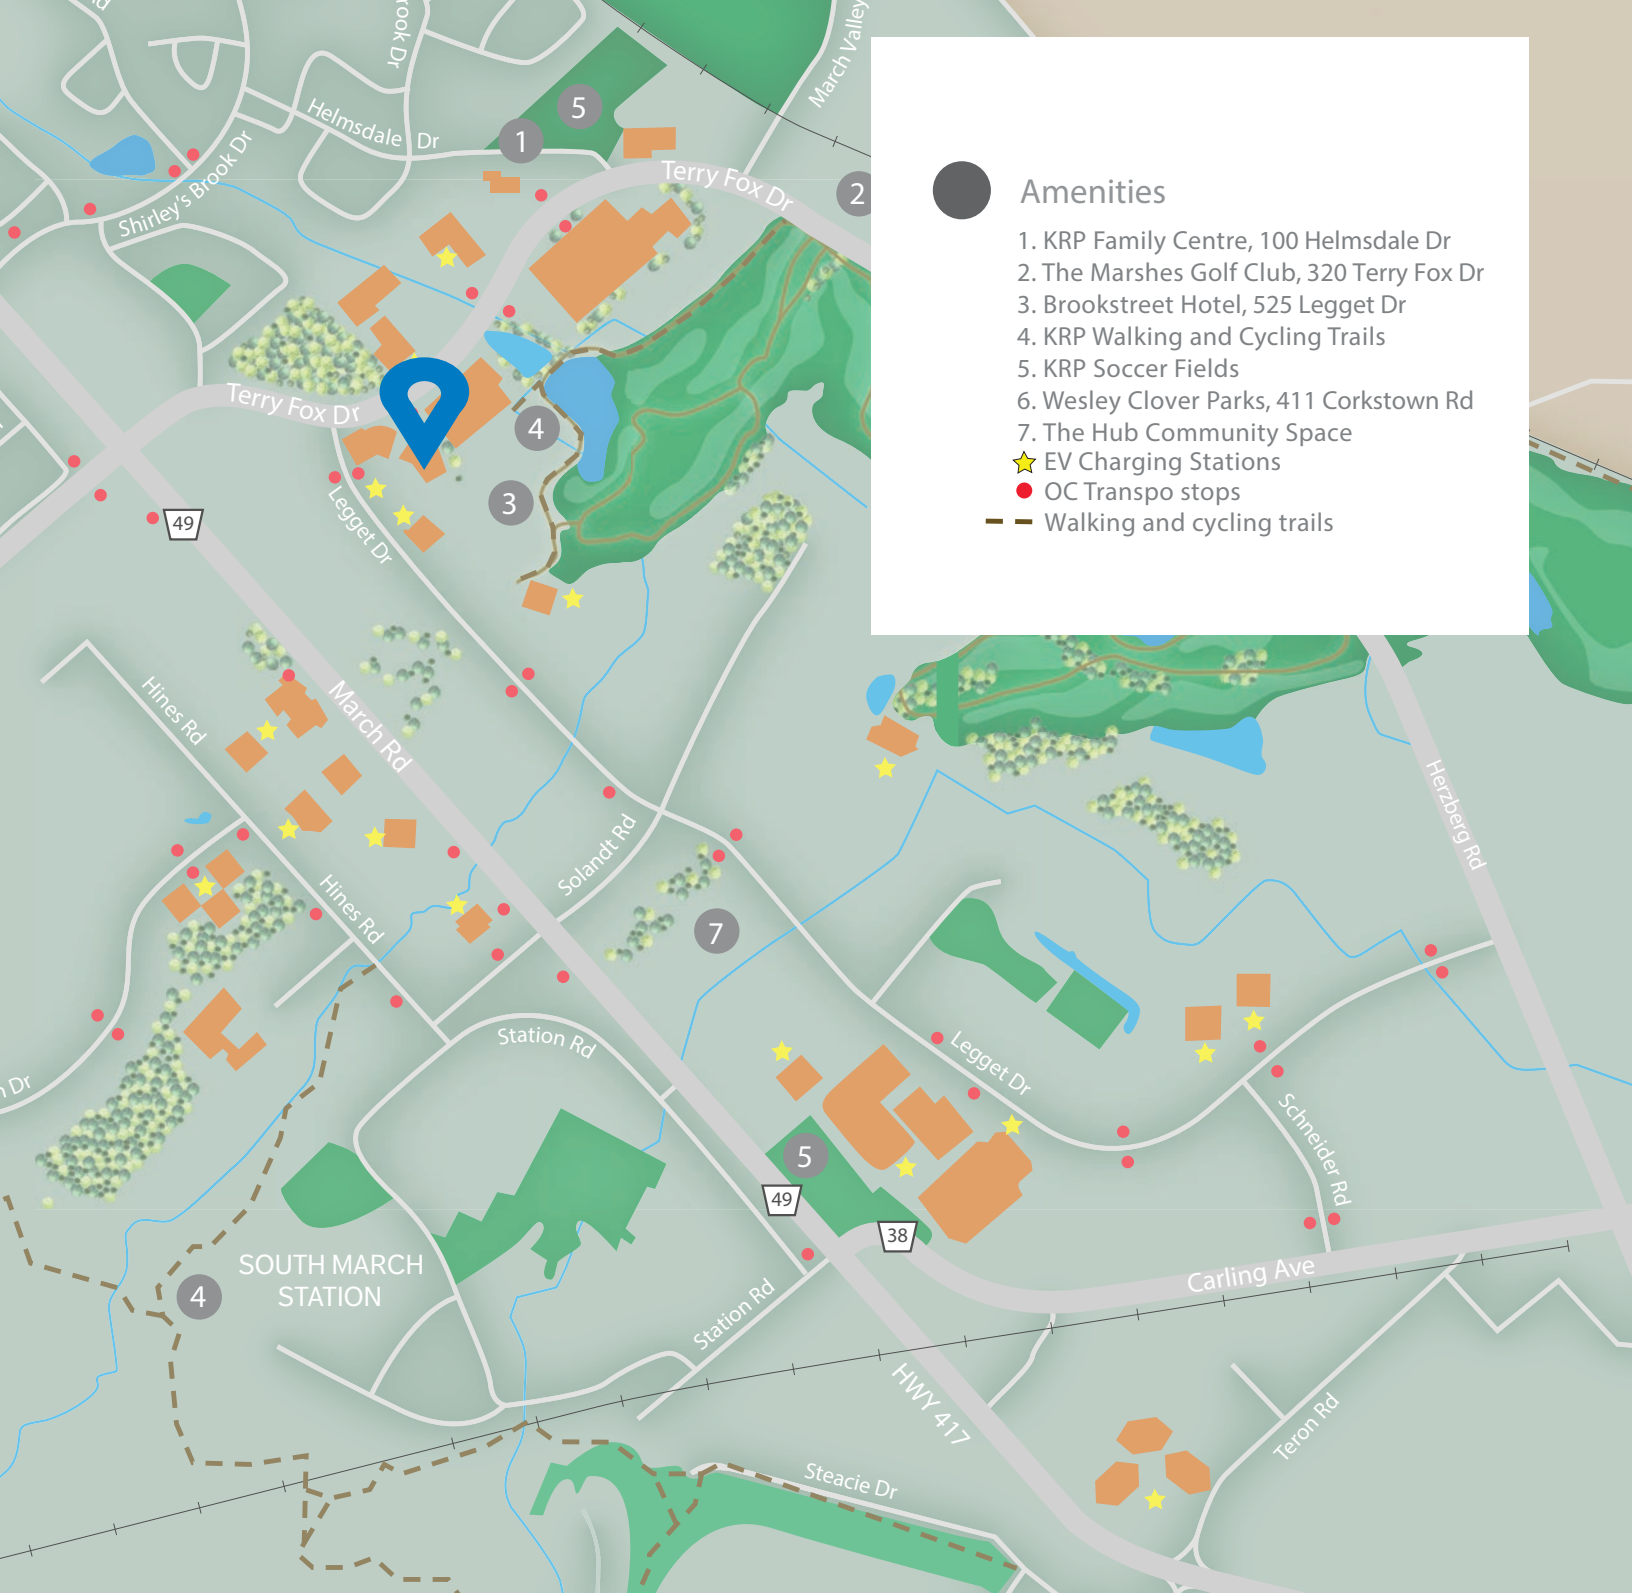 rook Dr
March Valley
Helmsdale Dr
5
1
Shirley's Brook Dr
Terry Fox Dr
2
Amenities
1. KRP Family Centre, 100 Helmsdale Dr
2. The Marshes Golf Club, 320 Terry Fox Dr
3. Brookstreet Hotel, 525 Legget Dr
4. KRP Walking and Cycling Trails
5. KRP Soccer Fields
6. Wesley Clover Parks, 411 Corkstown Rd
7. The Hub Community Space
EV Charging Stations
OC Transpo stops
Walking and cycling trails
Terry Fox Dr
4
3
49
Legget Dr
Hines Rd
March Rd
Herzberg Rd
Solandt Rd
Hines Rd
7
Station Rd
Legget Dr
n Dr
Schneider Rd
5
49
38
SOUTH MARCH
STATION
4
Carling Ave
Station Rd
HWY 417
Teron Rd
Steacie Dr